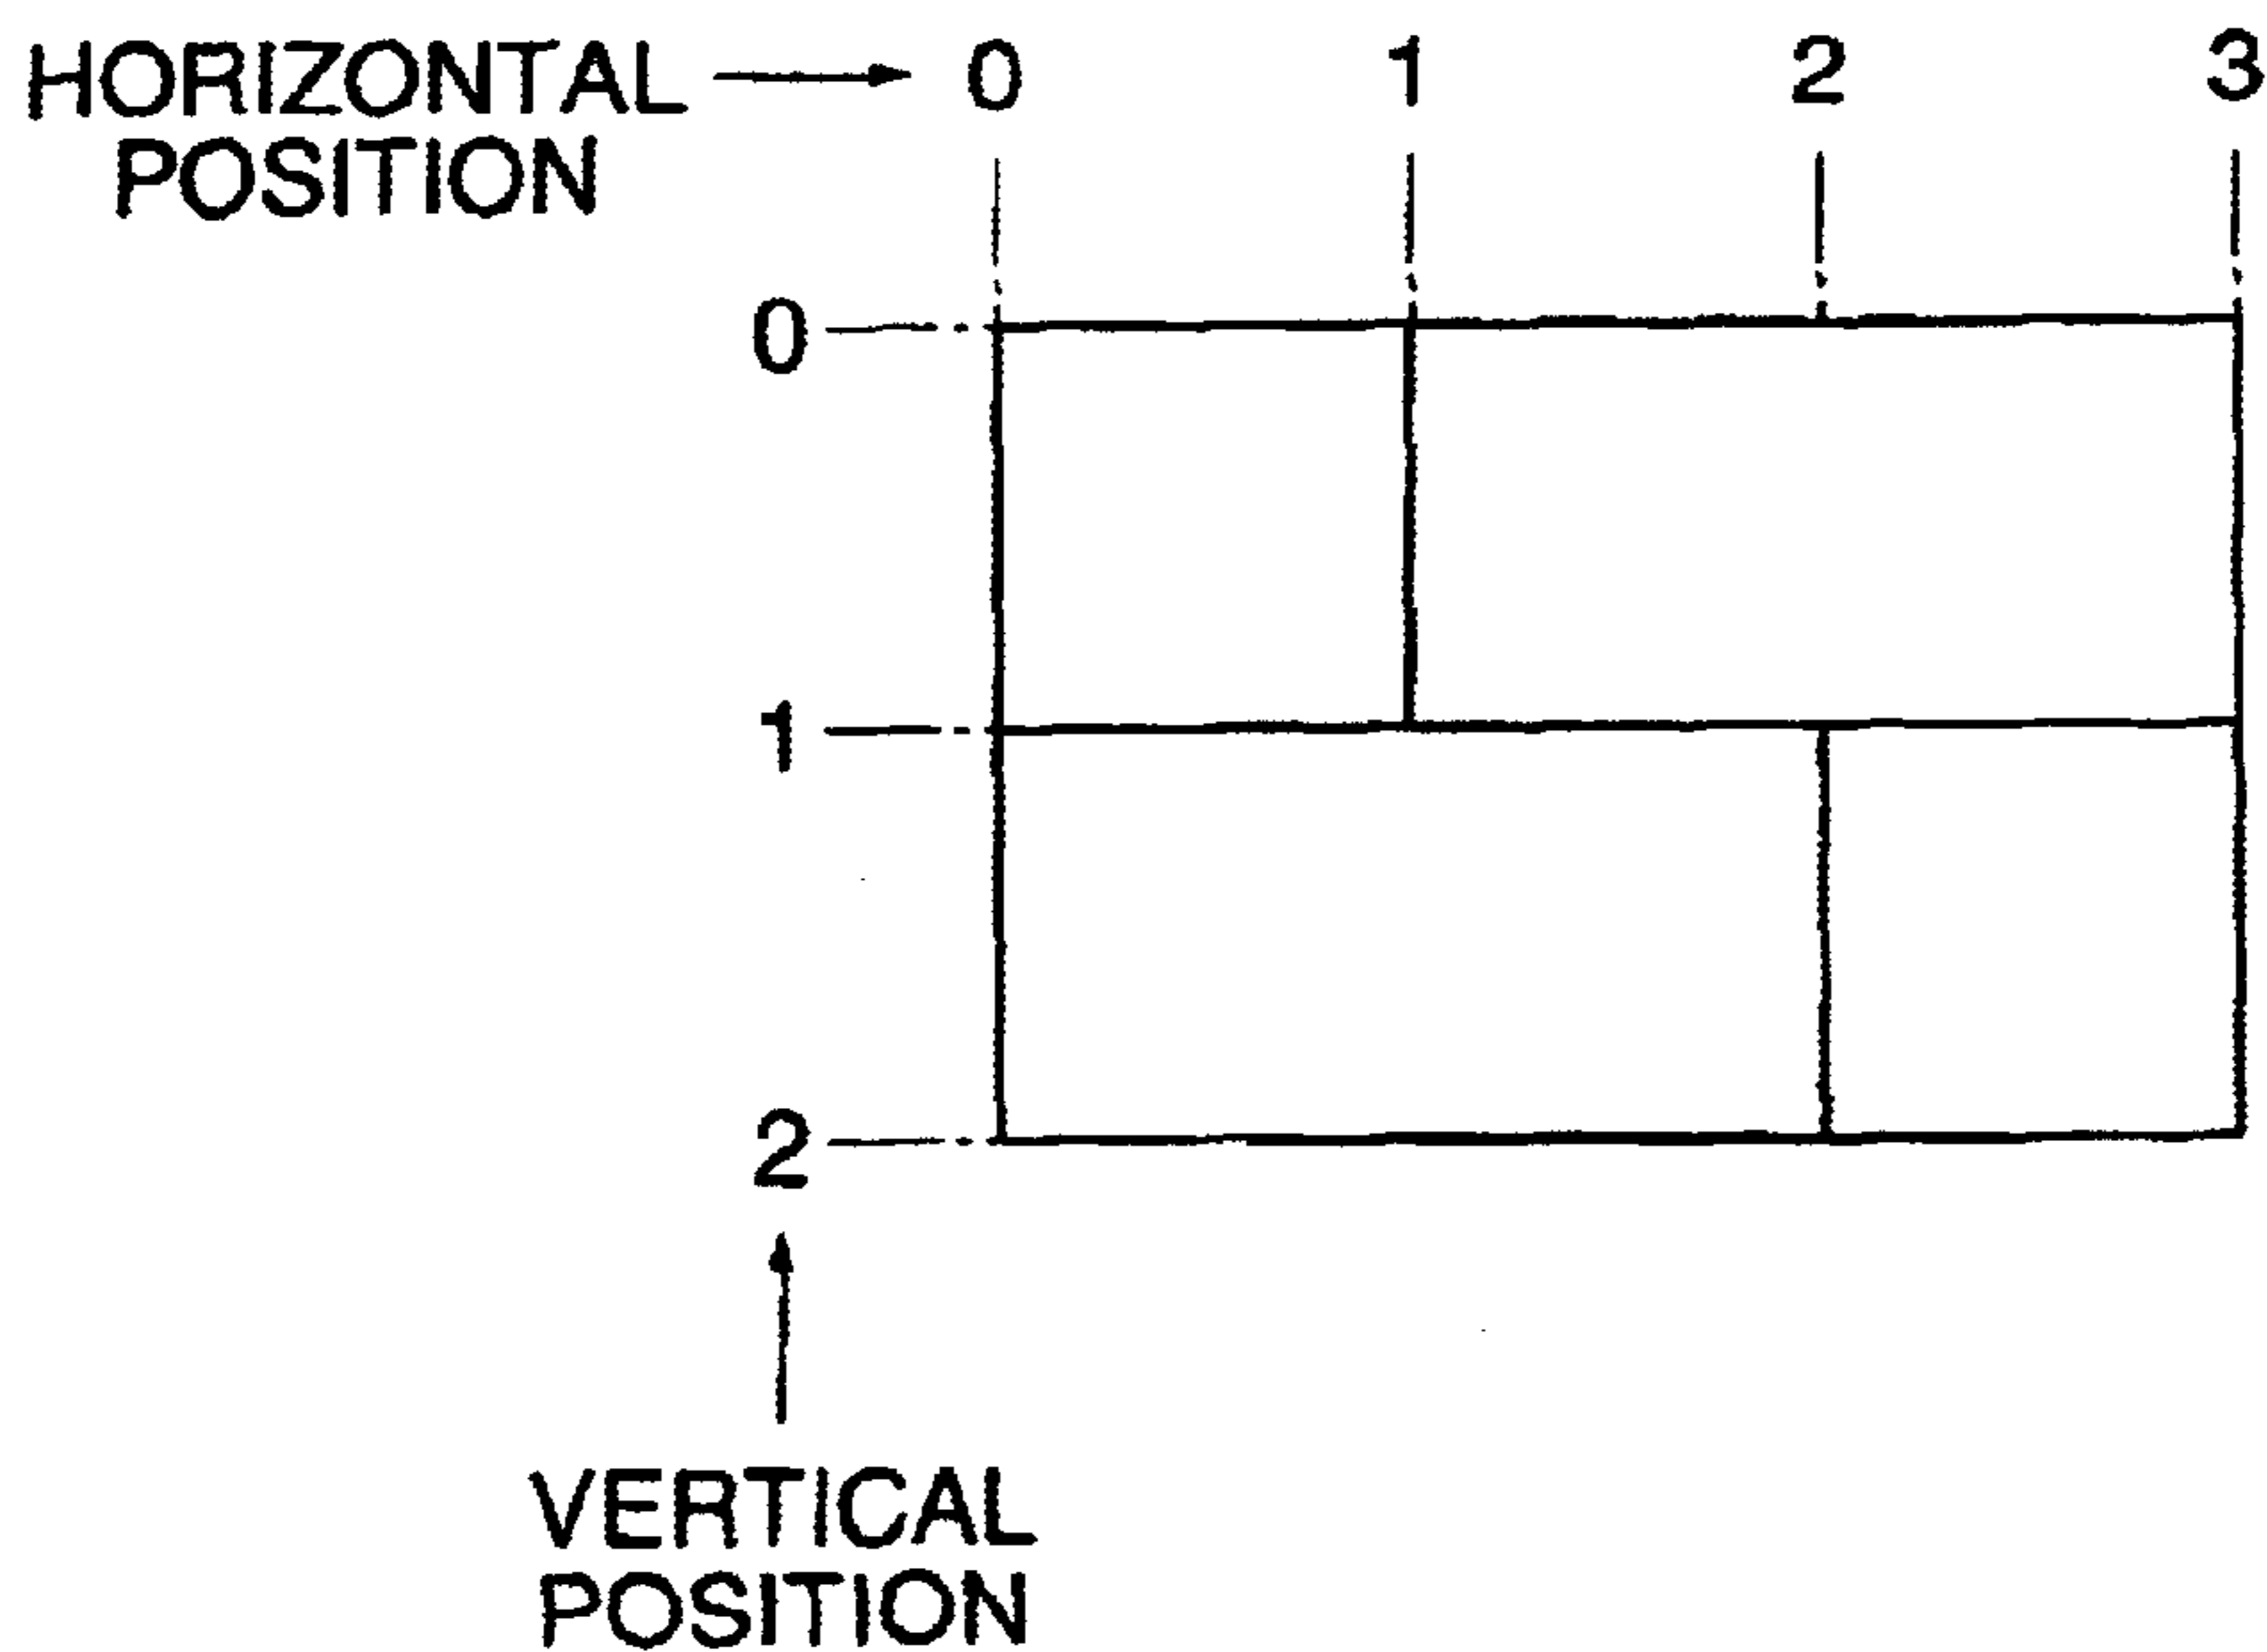 HORIZONTAL → 0 1 2 3
POSITION
0
1
2
VERTICAL
POSITION